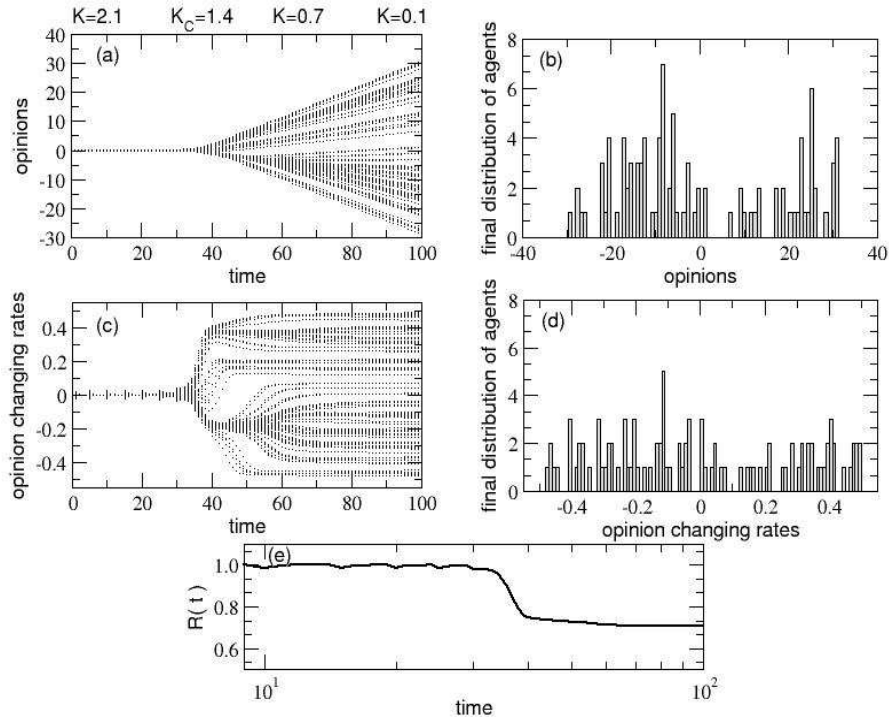 K=2.1 K_C=1.4 K=0.7 K=0.1
(a)
opinions
40
30
20
10
0
-10
-20
-30
0 20 40 60 80 100
time
(b)
final distribution of agents
8
6
4
2
0
-40 -20 0 20 40
opinions
(c)
opinion changing rates
0.4
0.2
0
-0.2
-0.4
0 20 40 60 80 100
time
(d)
final distribution of agents
8
6
4
2
0
-0.4 -0.2 0 0.2 0.4
opinion changing rates
(e)
R( t )
1.0
0.8
0.6
10^1 10^2
time